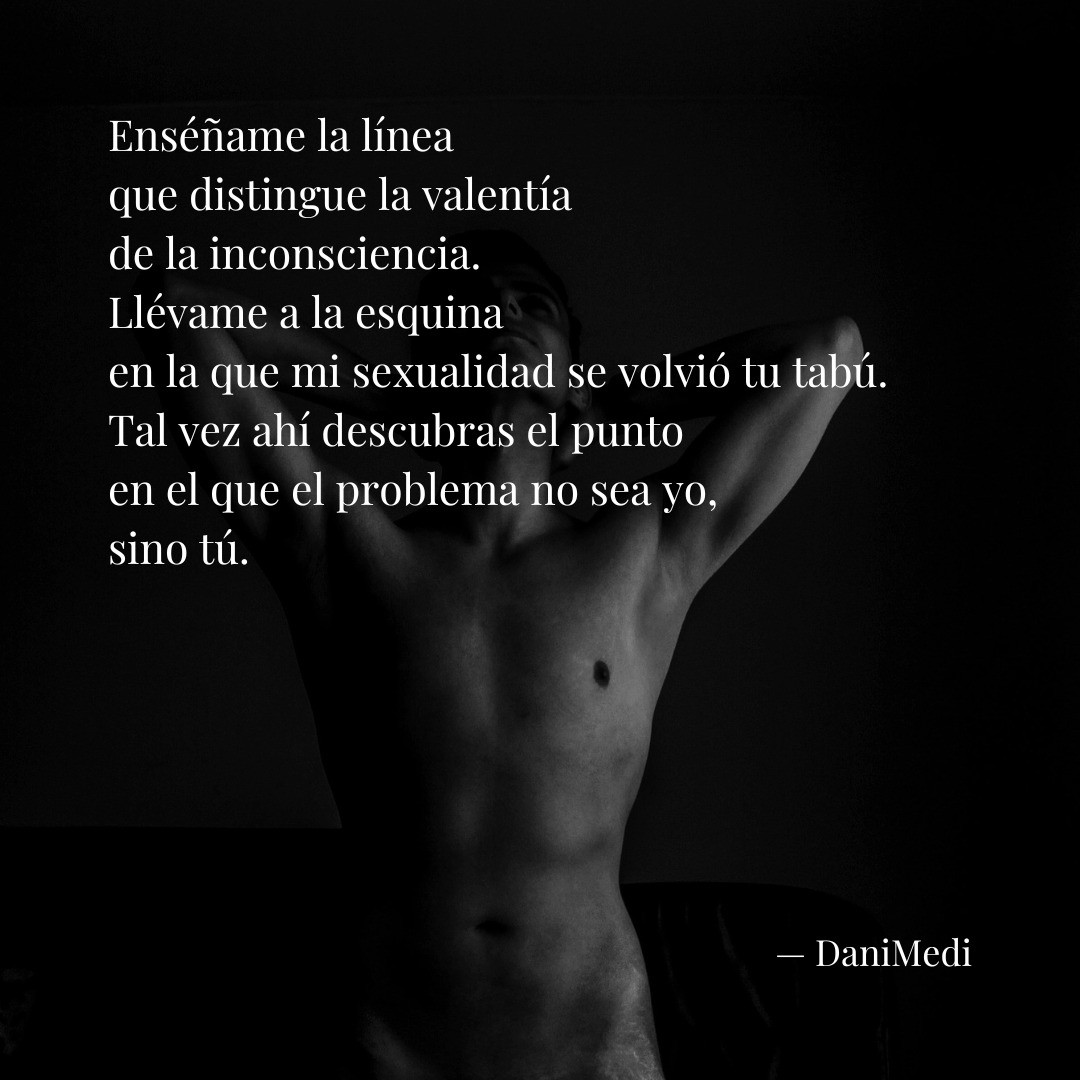 Enséñame la línea
que distingue la valentía
de la inconsciencia.
Llévame a la esquina
en la que mi sexualidad se volvió tu tabú.
Tal vez ahí descubras el punto
en el que el problema no sea yo,
sino tú.
— DaniMedi